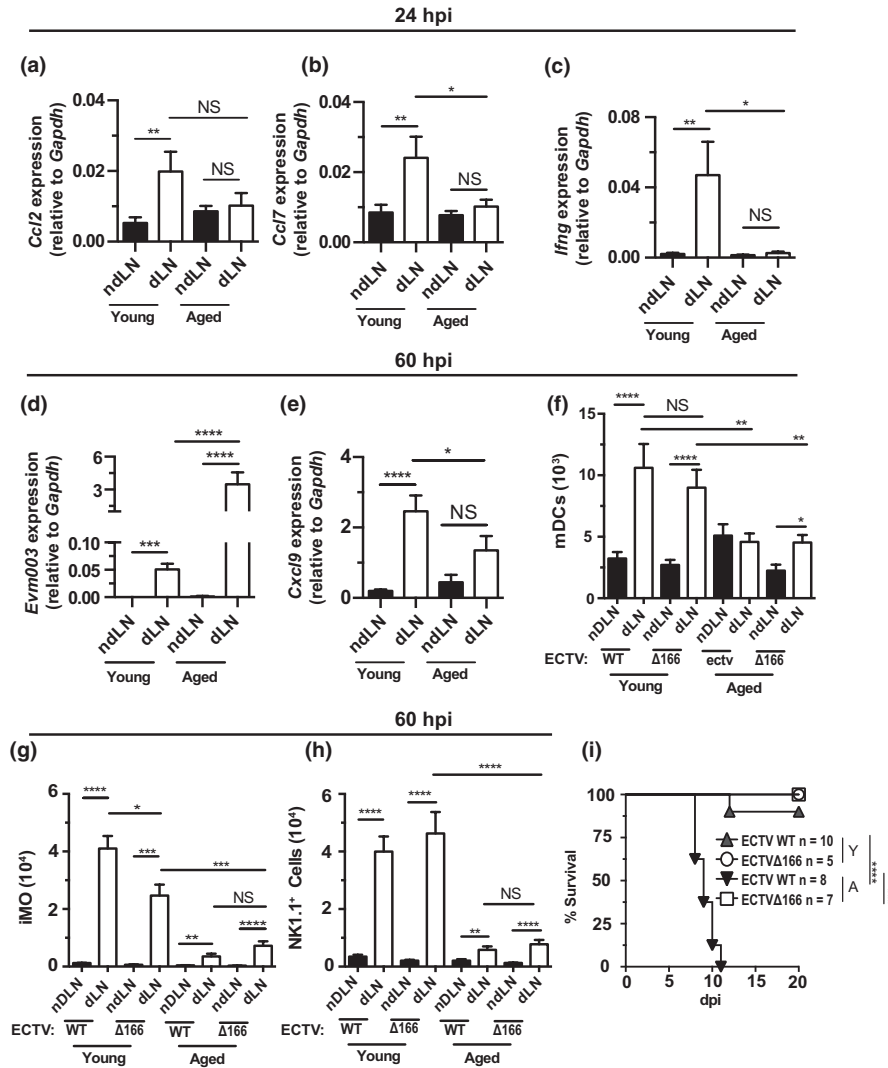 24 hpi
(a)
Ccl2 expression
(relative to Gapdh)
0.04
0.02
0.00
**
NS
NS
ndLN
dLN
ndLN
dLN
Young
Aged
(b)
Ccl7 expression
(relative to Gapdh)
0.04
0.02
0.00
**
*
NS
ndLN
dLN
ndLN
dLN
Young
Aged
(c)
Ifng expression
(relative to Gapdh)
0.08
0.04
0.00
**
*
NS
ndLN
dLN
ndLN
dLN
Young
Aged
60 hpi
(d)
Evm003 expression
(relative to Gapdh)
6
3
0.10
0.05
0.00
***
****
****
ndLN
dLN
ndLN
dLN
Young
Aged
(e)
Cxcl9 expression
(relative to Gapdh)
4
2
0
****
*
NS
ndLN
dLN
ndLN
dLN
Young
Aged
(f)
mDCs (10³)
15
10
5
0
****
NS
**
**
****
*
nDLN
dLN
ndLN
dLN
nDLN
dLN
ndLN
dLN
ECTV: WT Δ166 ectv Δ166
Young
Aged
60 hpi
(g)
iMO (10⁴)
6
4
2
0
****
*
***
***
NS
**
****
nDLN
dLN
ndLN
dLN
nDLN
dLN
ndLN
dLN
ECTV: WT Δ166 WT Δ166
Young
Aged
(h)
NK1.1⁺ Cells (10⁴)
6
4
2
0
****
****
****
NS
**
****
nDLN
dLN
ndLN
dLN
nDLN
dLN
ndLN
dLN
ECTV: WT Δ166 WT Δ166
Young
Aged
(i)
% Survival
100
75
50
25
0
0 5 10 15 20
dpi
ECTV WT n = 10
ECTVΔ166 n = 5
Y
ECTV WT n = 8
ECTVΔ166 n = 7
A
****